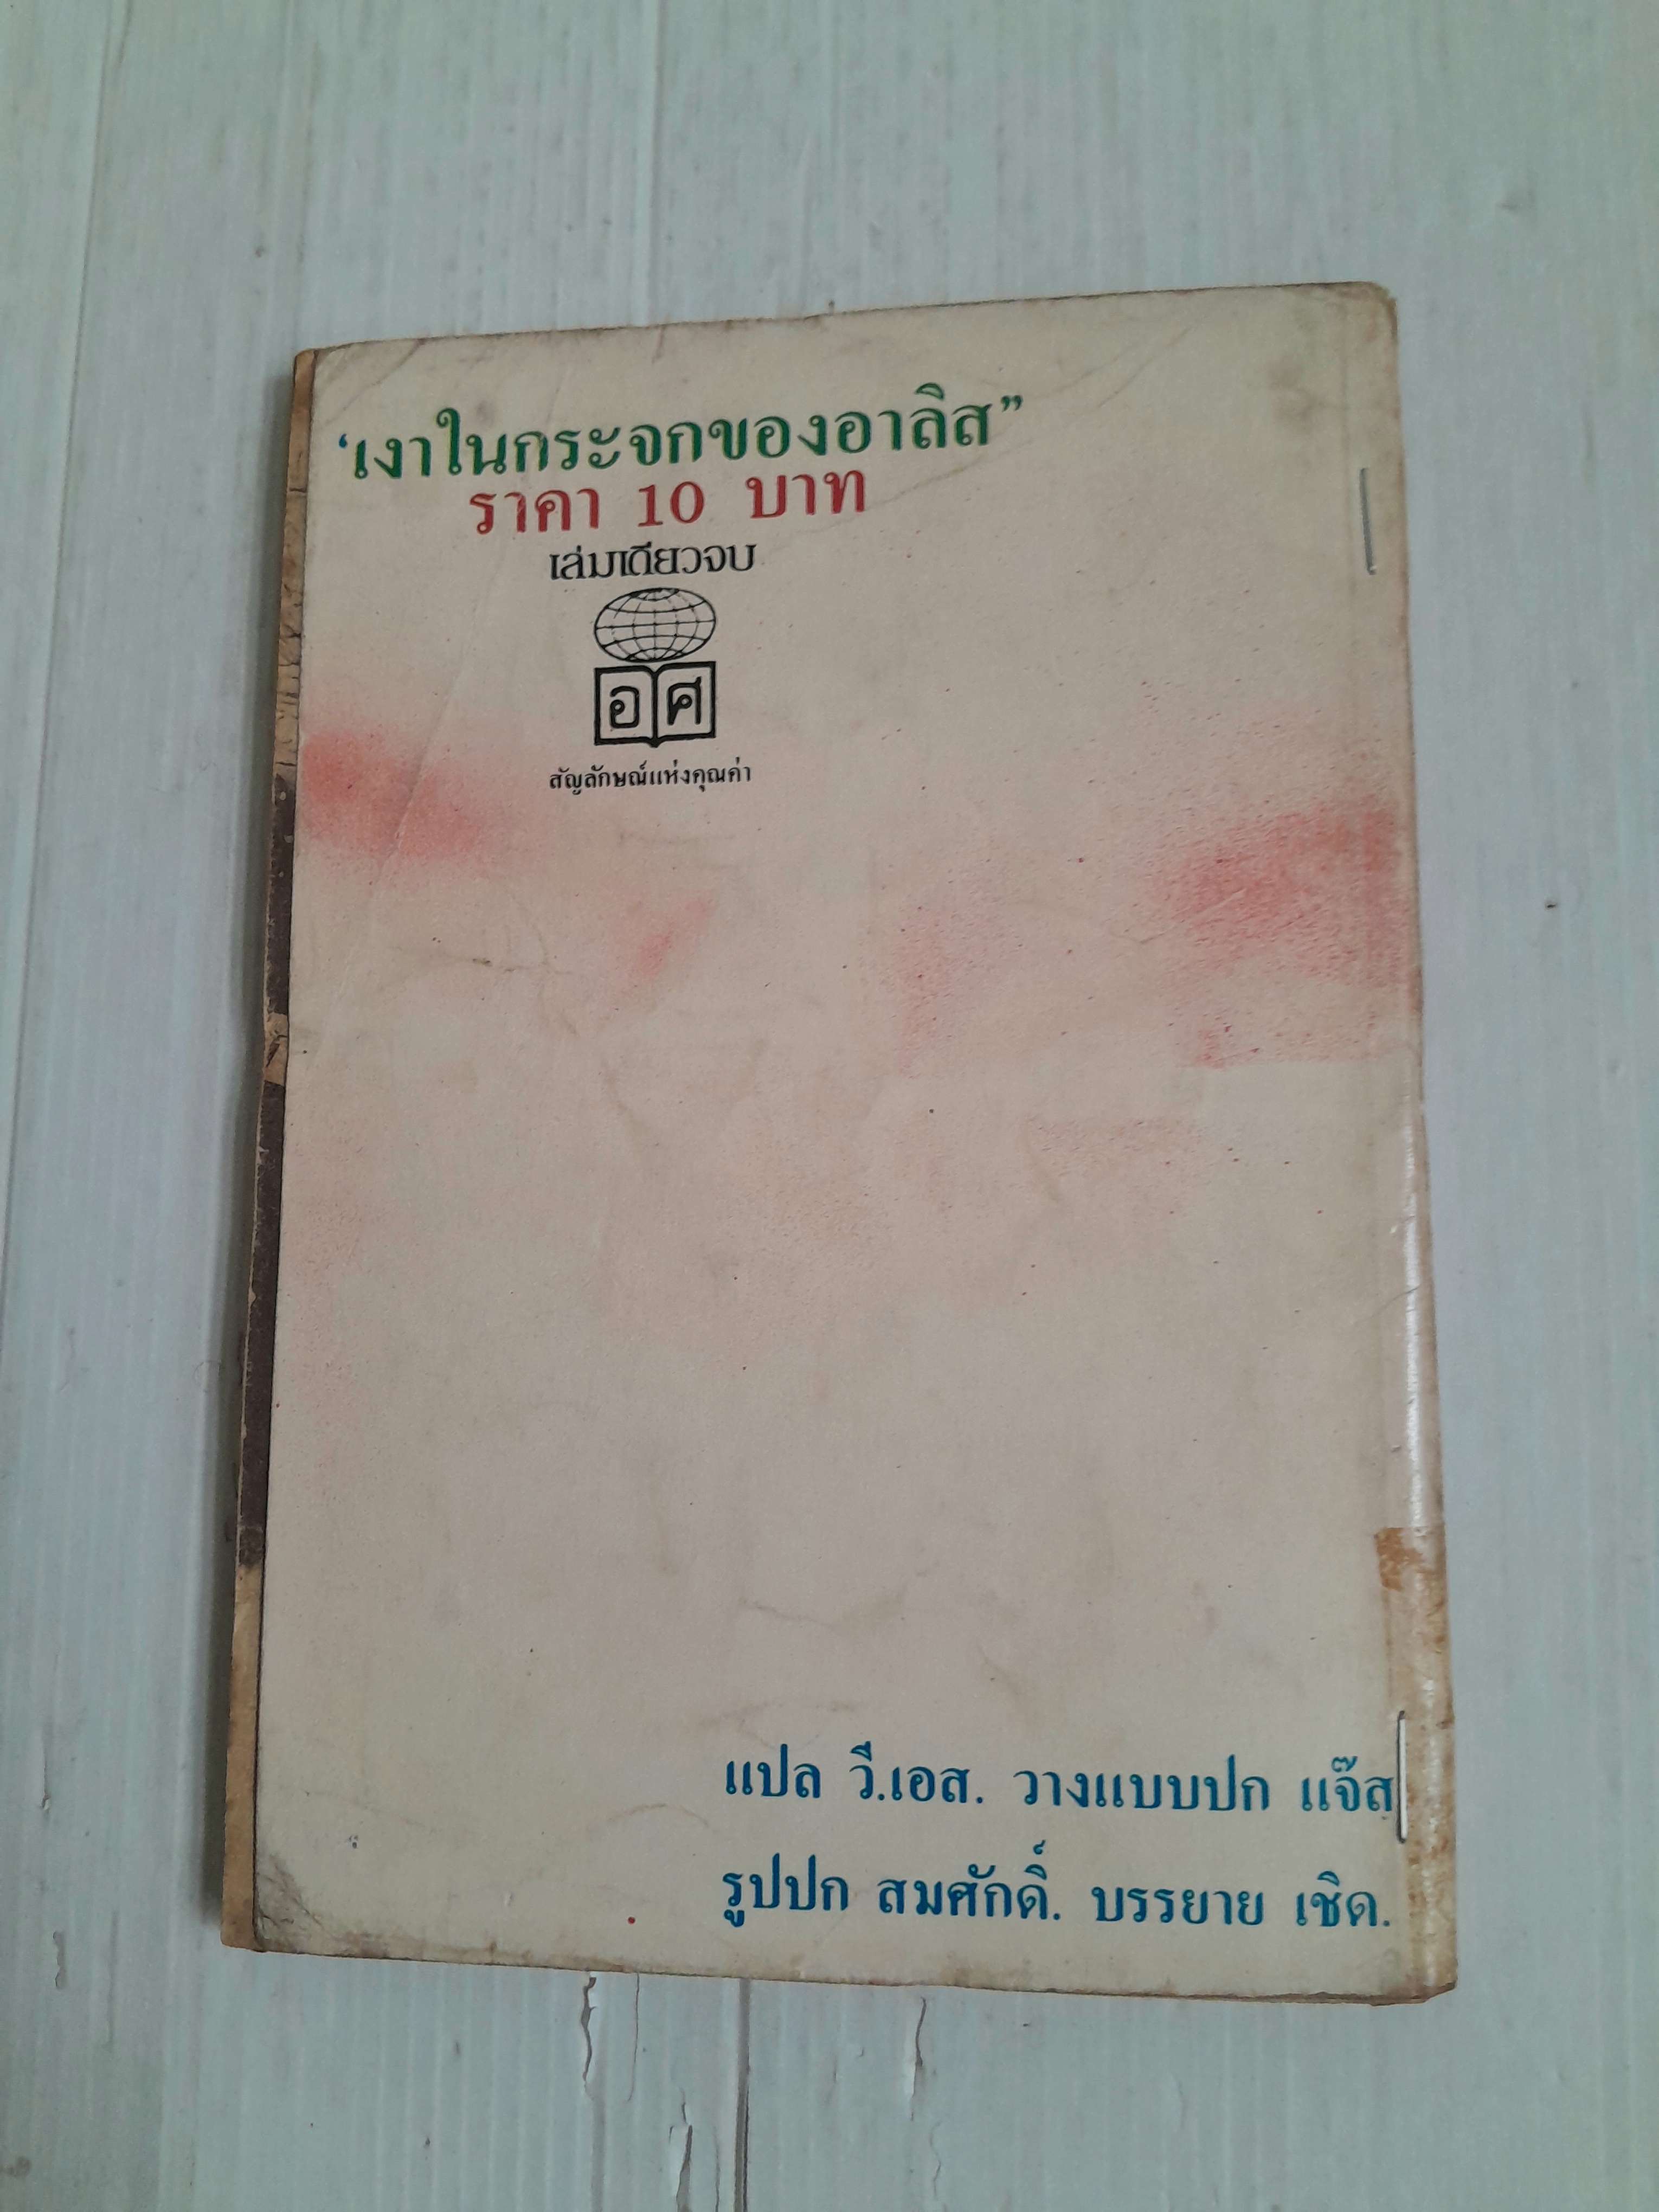 ‘เงาในกระจกของอาลิส”
ราคา 10 บาท
เล่มเดียวจบ
อ ศ
สัญลักษณ์แห่งคุณค่า
แปล วี.เอส. วางแบบปก แจ๊ส
รูปปก สมศักดิ์. บรรยาย เชิด.